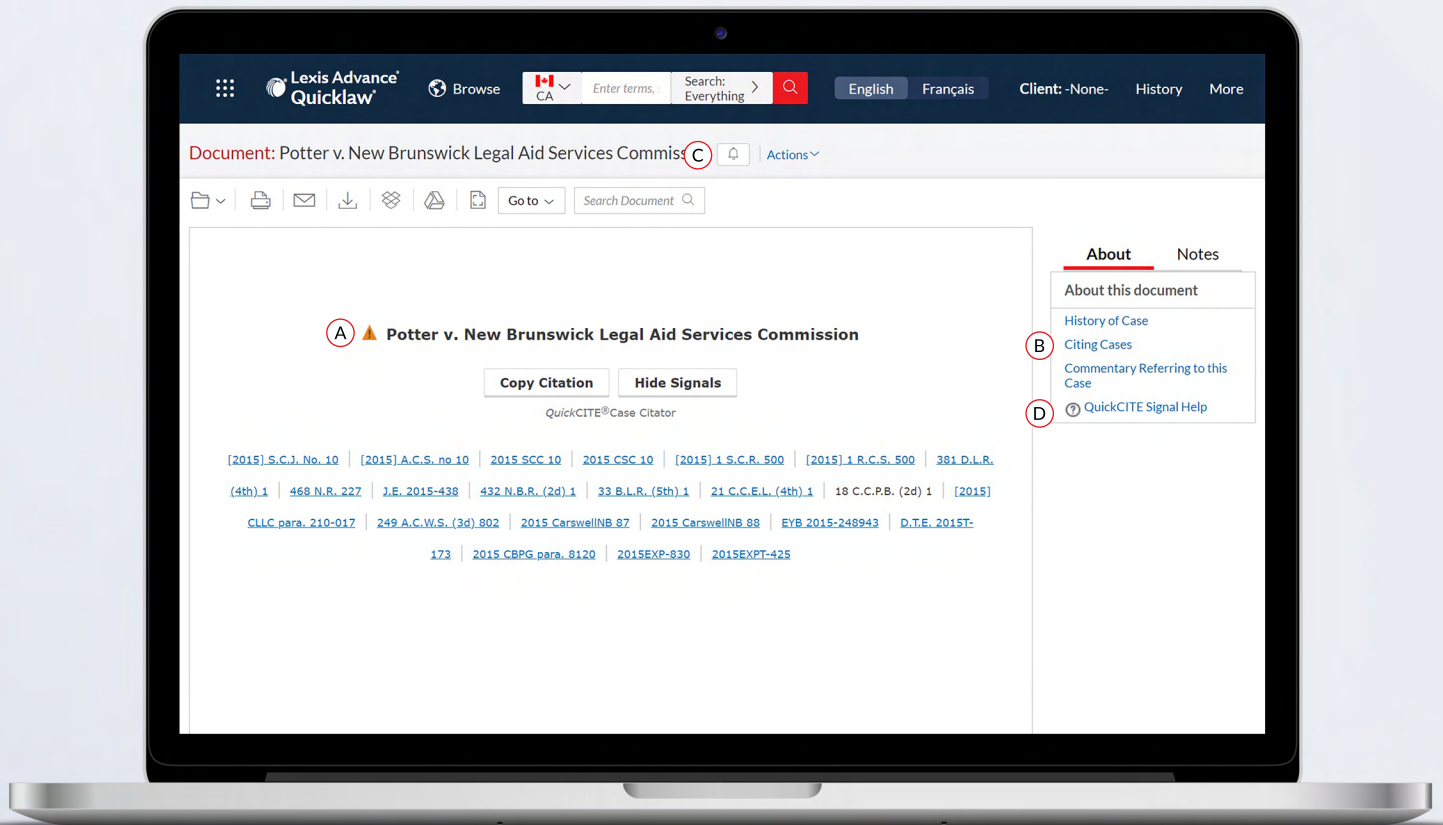 Lexis Advance®
Quicklaw®
Browse
CA
Enter terms, s
Search:
Everything
English
Français
Client: -None-
History
More
Document: Potter v. New Brunswick Legal Aid Services Commiss
C
Actions
Go to
Search Document
About
Notes
About this document
History of Case
B
Citing Cases
Commentary Referring to this
Case
D
QuickCITE Signal Help
A
Potter v. New Brunswick Legal Aid Services Commission
Copy Citation
Hide Signals
QuickCITE®Case Citator
[2015] S.C.J. No. 10 | [2015] A.C.S. no 10 | 2015 SCC 10 | 2015 CSC 10 | [2015] 1 S.C.R. 500 | [2015] 1 R.C.S. 500 | 381 D.L.R.
(4th) 1 | 468 N.R. 227 | J.E. 2015-438 | 432 N.B.R. (2d) 1 | 33 B.L.R. (5th) 1 | 21 C.C.E.L. (4th) 1 | 18 C.C.P.B. (2d) 1 | [2015]
CLLC para. 210-017 | 249 A.C.W.S. (3d) 802 | 2015 CarswellNB 87 | 2015 CarswellNB 88 | EYB 2015-248943 | D.T.E. 2015T-
173 | 2015 CBPG para. 8120 | 2015EXP-830 | 2015EXPT-425